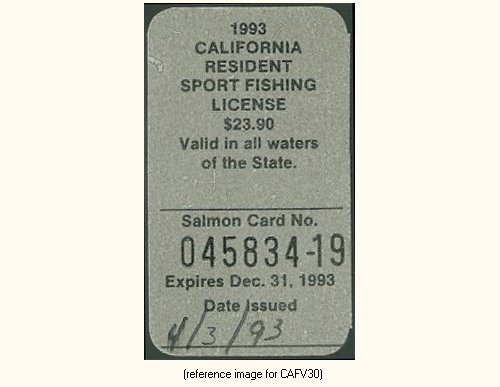 1993
CALIFORNIA
RESIDENT
SPORT FISHING
LICENSE
$23.90
Valid in all waters
of the State.
Salmon Card No.
045834-19
Expires Dec. 31, 1993
Date Issued
4/3/93
(reference image for CAFV30)